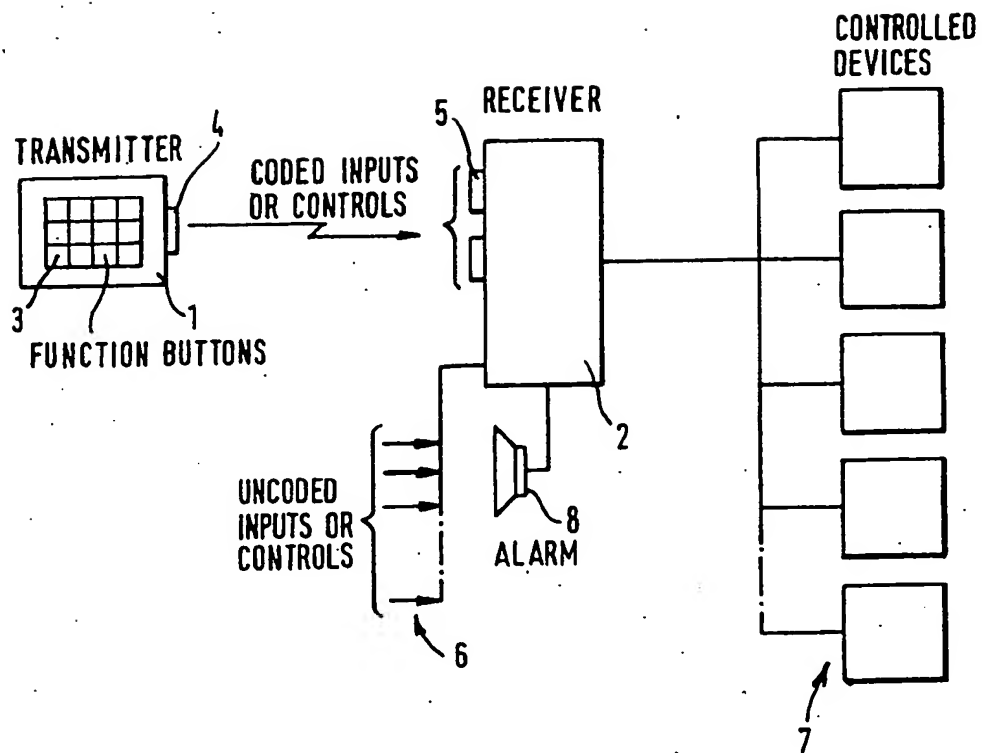 CONTROLLED
DEVICES
RECEIVER
5
4
TRANSMITTER
CODED INPUTS
OR CONTROLS
3
1
FUNCTION BUTTONS
2
UNCODED
INPUTS OR
CONTROLS
8
ALARM
6
7